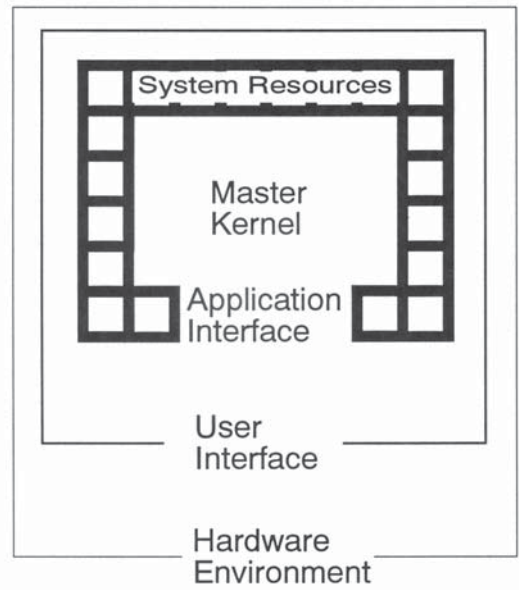 System Resources
Master
Kernel
Application
Interface
User
Interface
Hardware
Environment